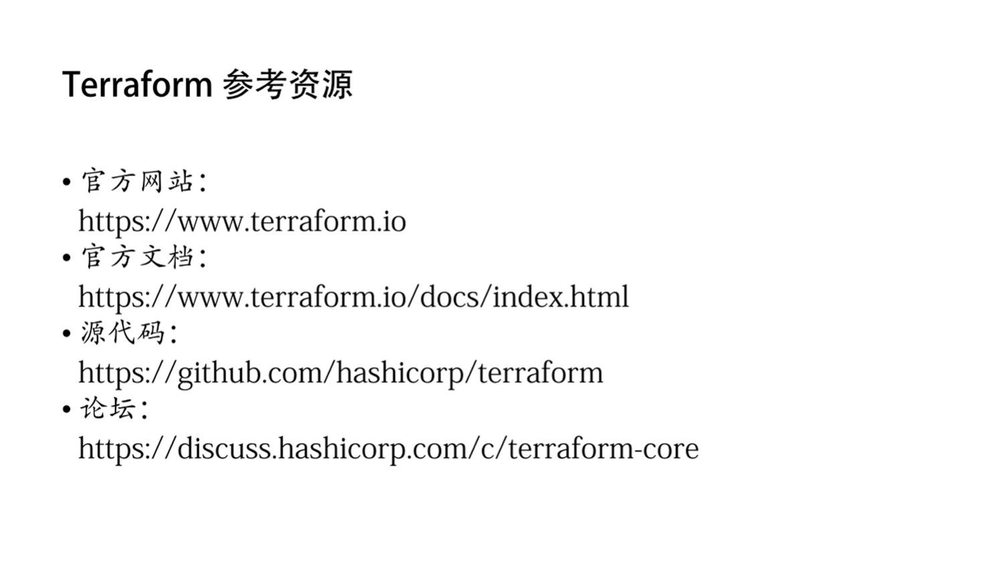 Terraform 参考资源
• 官方网站：
https://www.terraform.io
• 官方文档：
https://www.terraform.io/docs/index.html
• 源代码：
https://github.com/hashicorp/terraform
• 论坛：
https://discuss.hashicorp.com/c/terraform-core